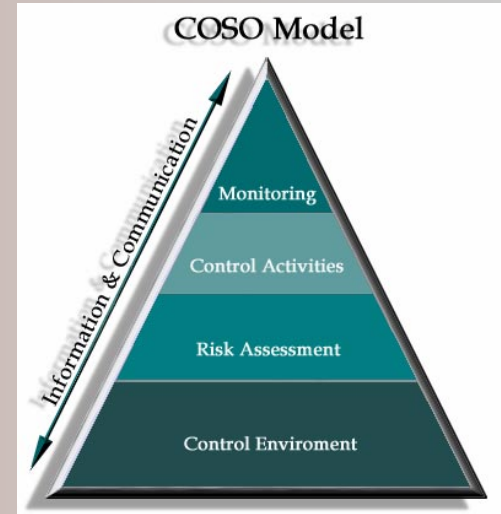 COSO Model
Information & Communication
Monitoring
Control Activities
Risk Assessment
Control Enviroment